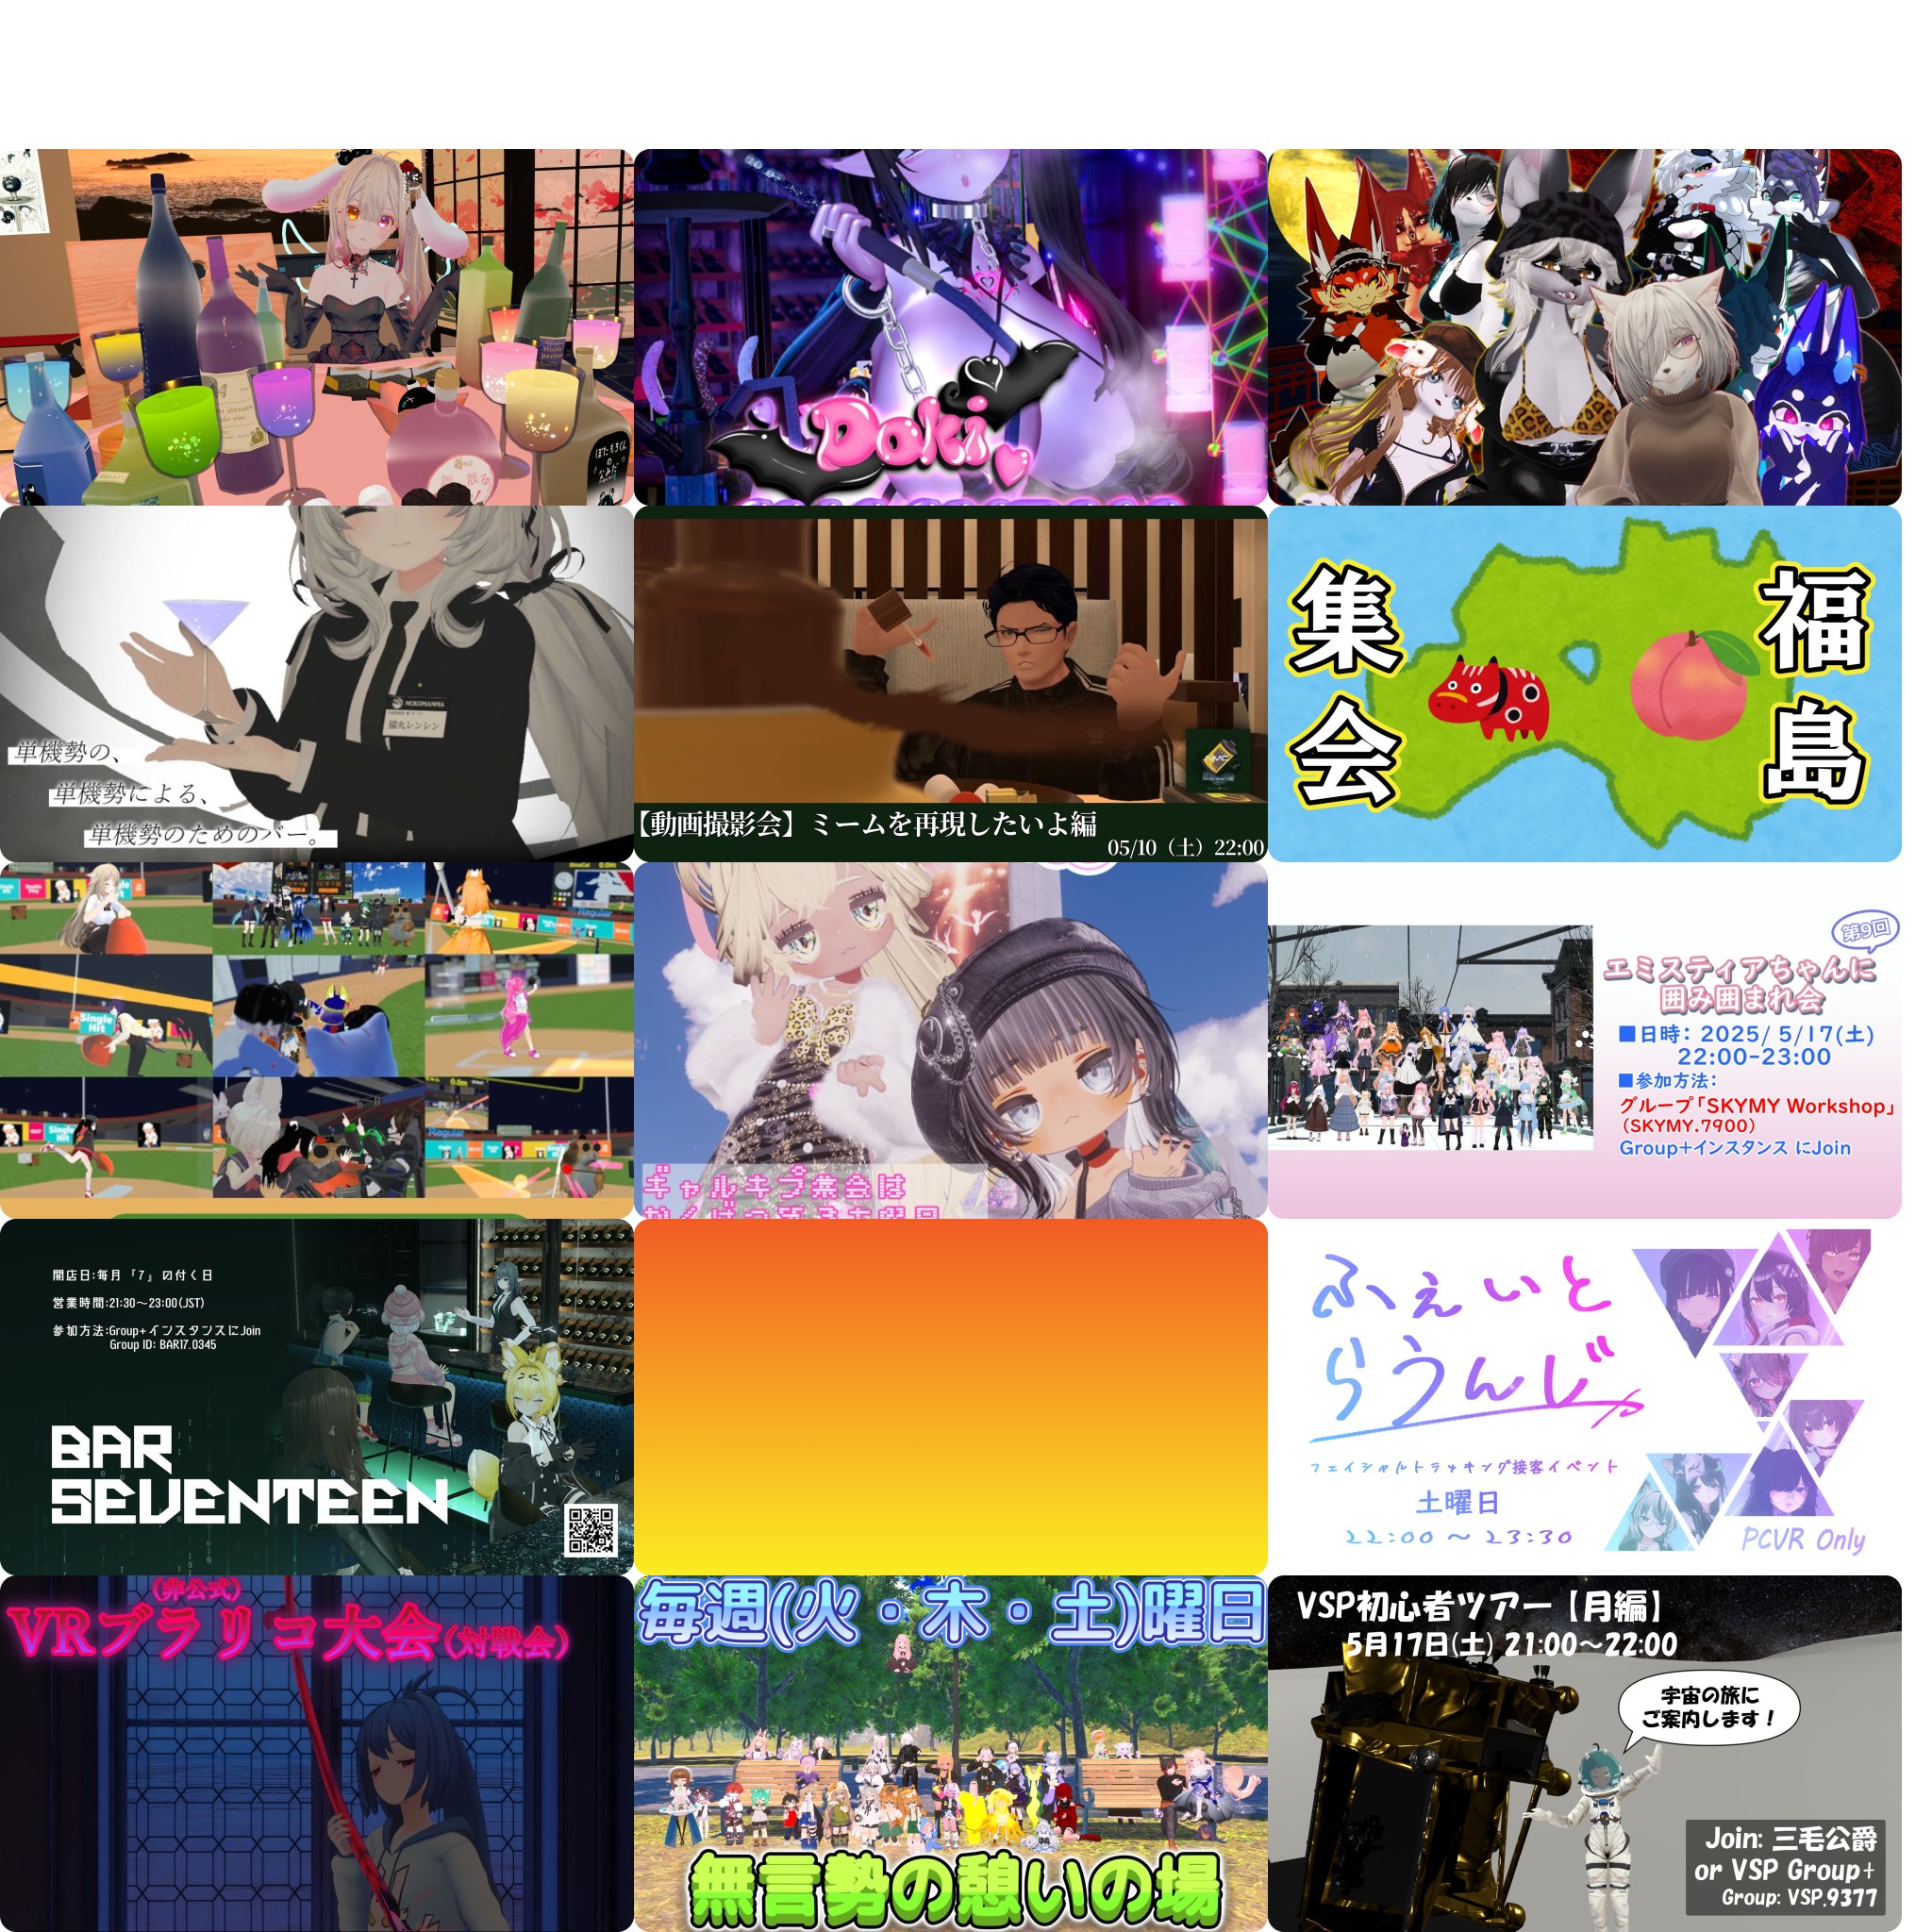 Doki
単機勢の、
単機勢による、
単機勢のためのバー。
NEKOMANMA
猫丸レンレン
【動画撮影会】ミームを再現したいよ編
05/10（土）22:00
福島
集会
Single Hit
Regular
ギャルキプ集会は
第9回
エミスティアちゃんに
囲み囲まれ会
■日時： 2025/ 5/17(土)
22:00-23:00
■参加方法：
グループ「SKYMY Workshop」
(SKYMY.7900)
Group+インスタンス にJoin
開店日:毎月『7』の付く日
営業時間:21:30～23:00(JST)
参加方法:Group+インスタンスにJoin
Group ID: BAR17.0345
BAR
SEVENTEEN
ふぇいと
らうんじ
フェイシャルトラッキング接客イベント
土曜日
22:00 ～ 23:30
PCVR Only
(非公式)
VRブラリコ大会(対戦会)
毎週(火・木・土)曜日
無言勢の憩いの場
VSP初心者ツアー【月編】
5月17日(土) 21:00～22:00
宇宙の旅に
ご案内します！
Join: 三毛公爵
or VSP Group+
Group: VSP.9377